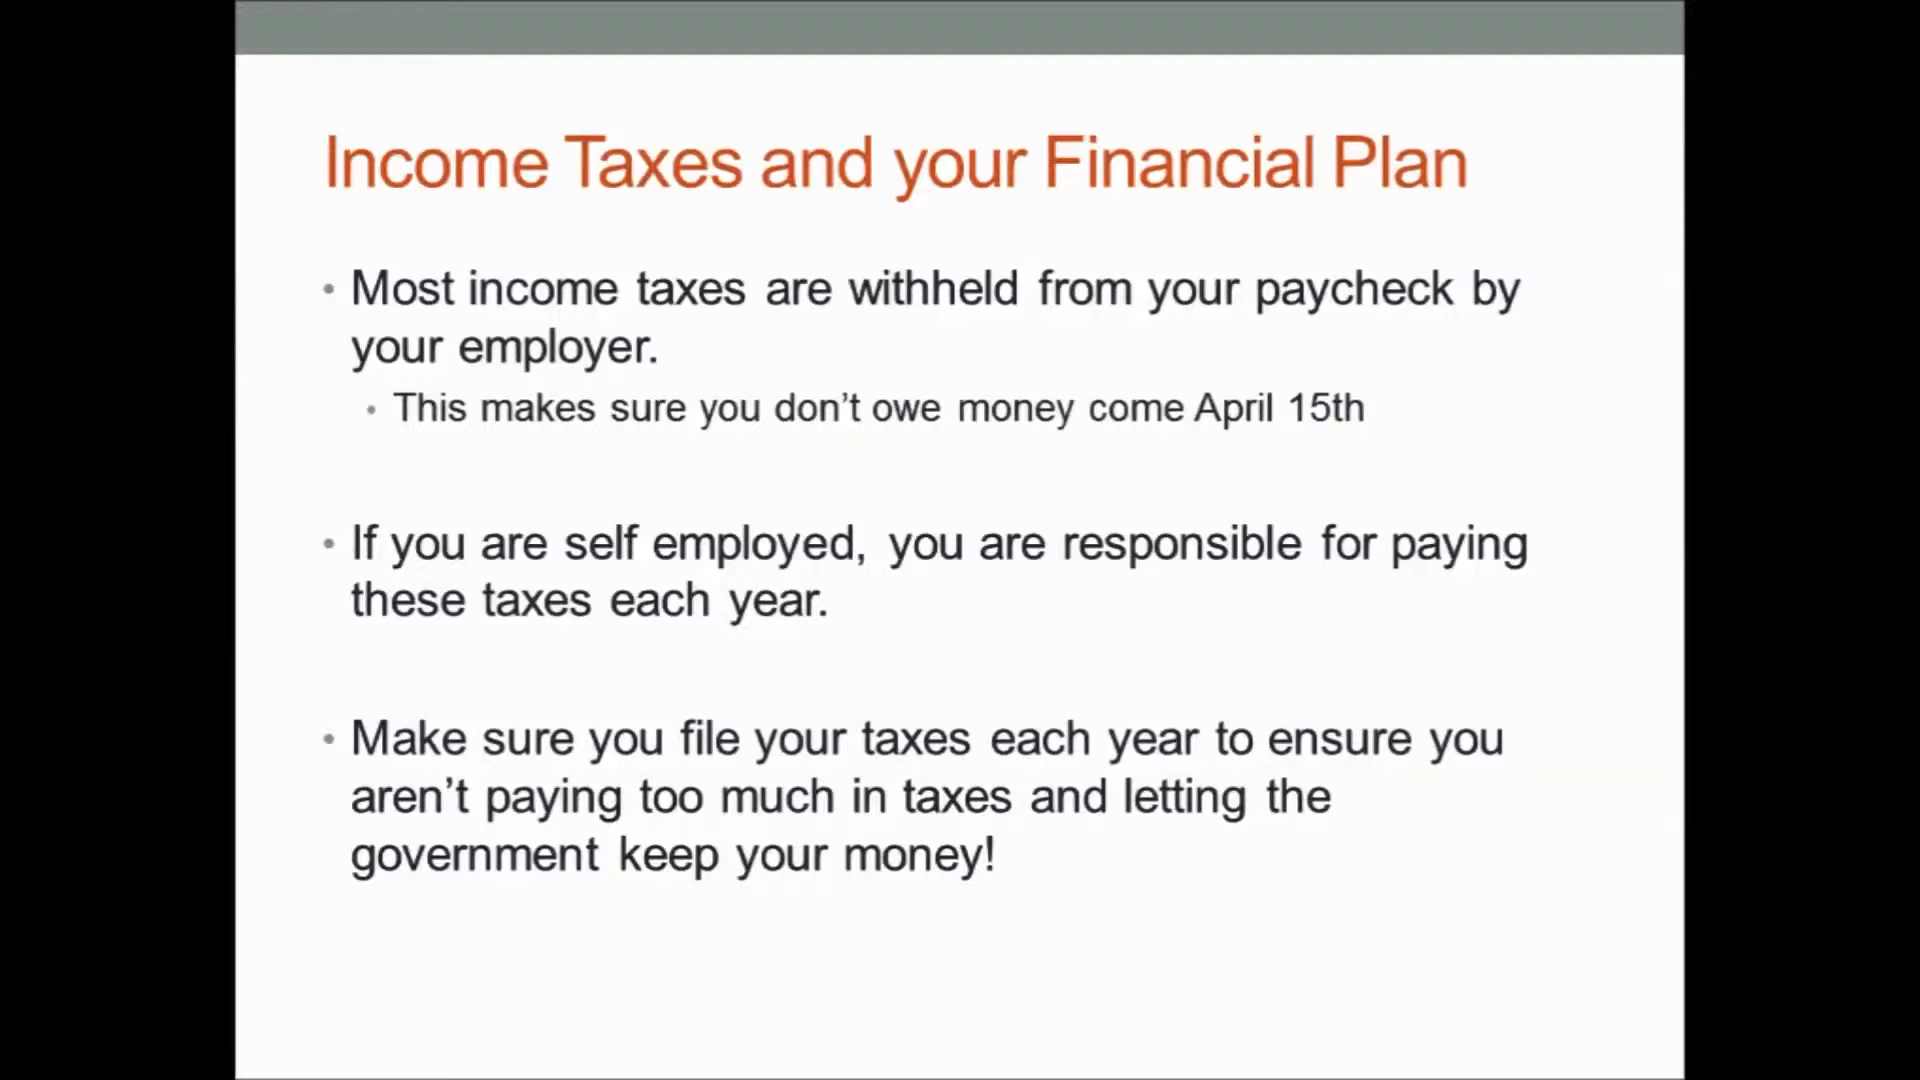 Income Taxes and your Financial Plan
• Most income taxes are withheld from your paycheck by
your employer.
• This makes sure you don’t owe money come April 15th
• If you are self employed, you are responsible for paying
these taxes each year.
• Make sure you file your taxes each year to ensure you
aren’t paying too much in taxes and letting the
government keep your money!